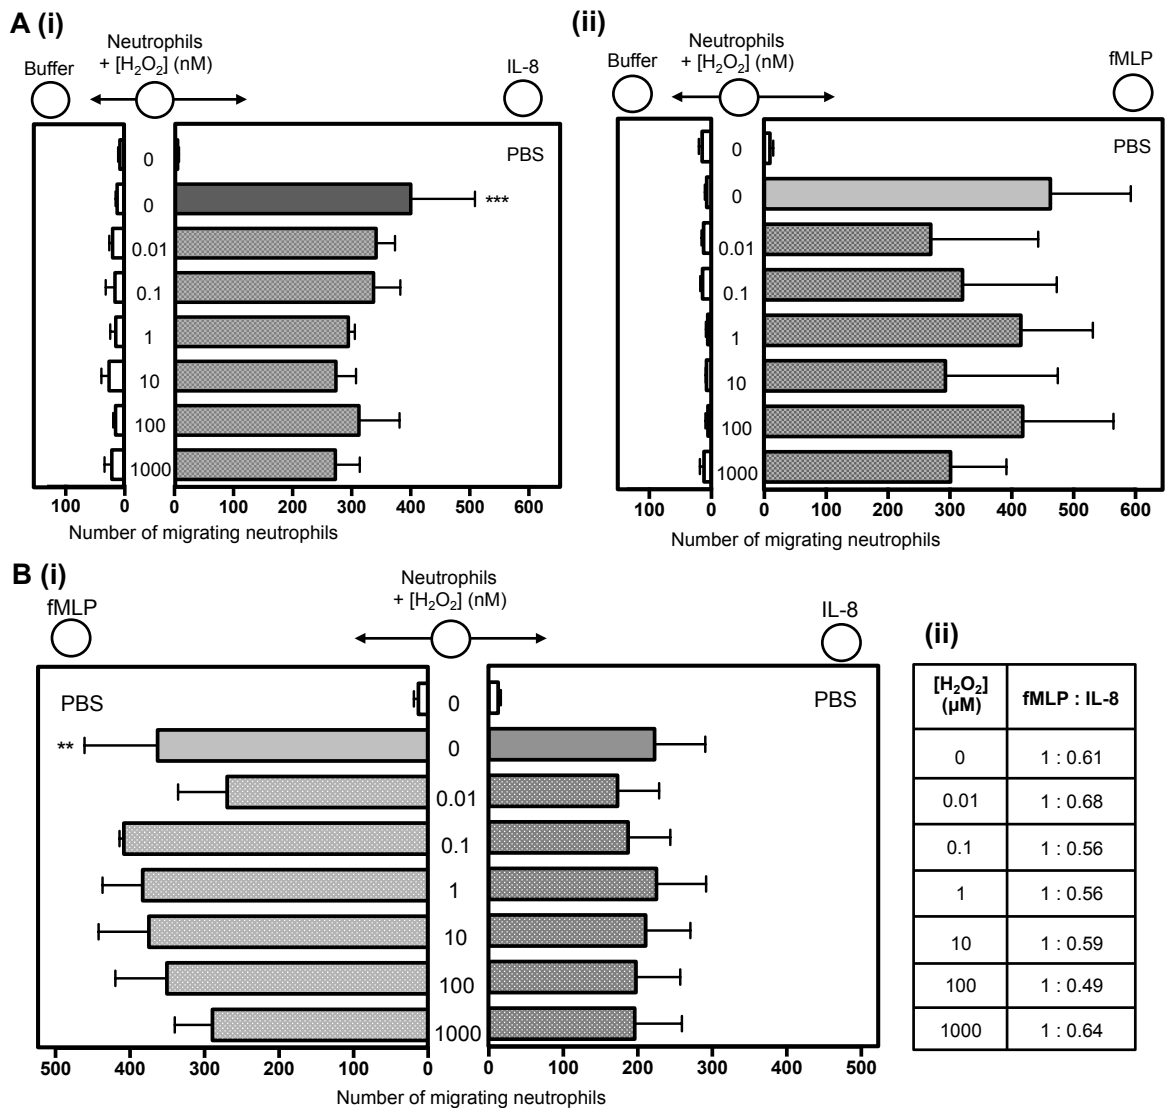 A (i)
Neutrophils
+ [H₂O₂] (nM)
Buffer
IL-8
PBS
0
0
0.01
0.1
1
10
100
1000
100 0 0 100 200 300 400 500 600
***
Number of migrating neutrophils
(ii)
Neutrophils
+ [H₂O₂] (nM)
Buffer
fMLP
PBS
0
0
0.01
0.1
1
10
100
1000
100 0 0 100 200 300 400 500 600
Number of migrating neutrophils
B (i)
Neutrophils
+ [H₂O₂] (nM)
fMLP
IL-8
PBS 0 PBS
** 0
0.01
0.1
1
10
100
1000
500 400 300 200 100 0 0 100 200 300 400 500
Number of migrating neutrophils
(ii)
[H₂O₂]
(µM) fMLP : IL-8
0 1 : 0.61
0.01 1 : 0.68
0.1 1 : 0.56
1 1 : 0.56
10 1 : 0.59
100 1 : 0.49
1000 1 : 0.64